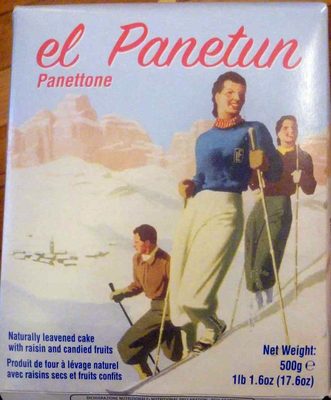 el Panetun
Panettone
Naturally leavened cake
with raisin and candied fruits
Produit de four à lévage naturel
avec raisins secs et fruits confits
Net Weight:
500g ℮
1lb 1.6oz (17.6oz)